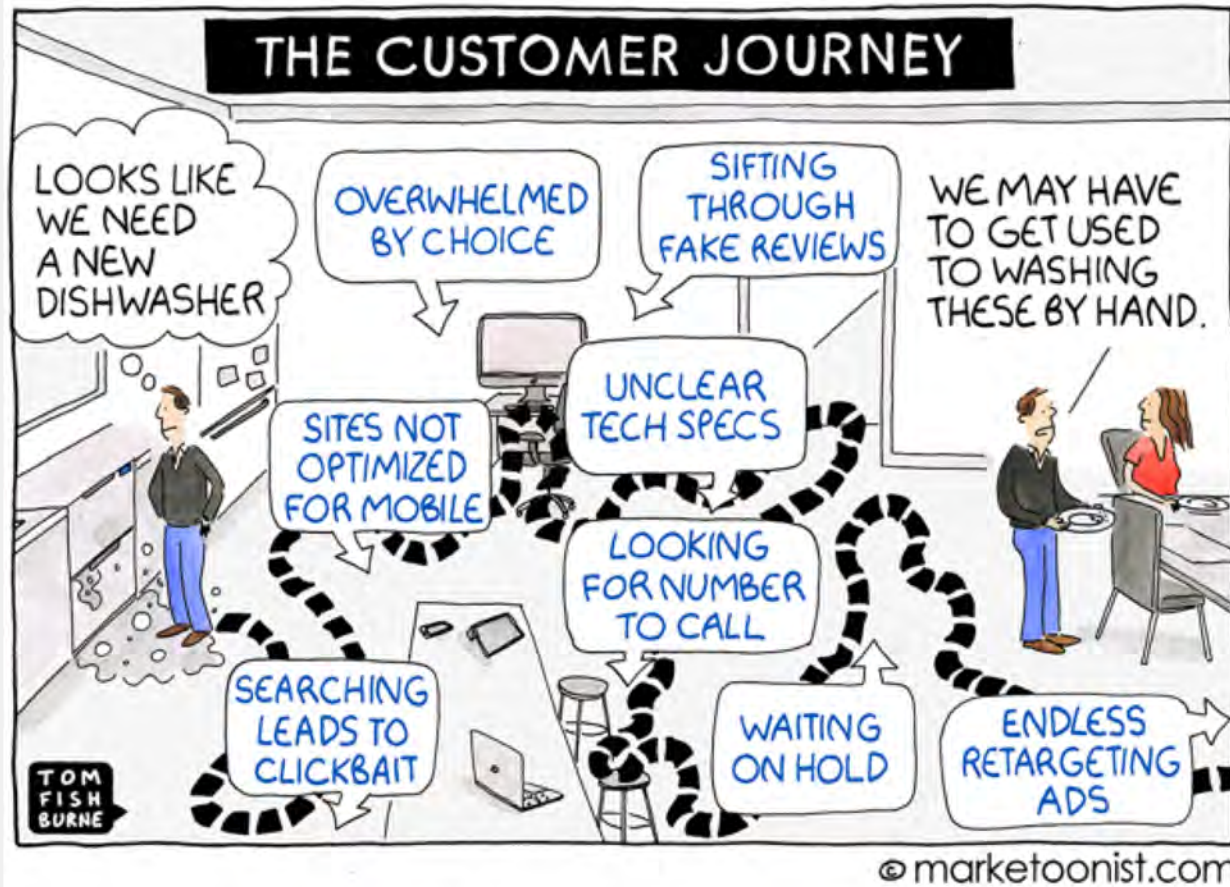 THE CUSTOMER JOURNEY
LOOKS LIKE
WE NEED
A NEW
DISHWASHER
SEARCHING
LEADS TO
CLICKBAIT
SITES NOT
OPTIMIZED
FOR MOBILE
OVERWHELMED
BY CHOICE
SIFTING
THROUGH
FAKE REVIEWS
UNCLEAR
TECH SPECS
LOOKING
FOR NUMBER
TO CALL
WAITING
ON HOLD
ENDLESS
RETARGETING
ADS
WE MAY HAVE
TO GET USED
TO WASHING
THESE BY HAND.
TOM
FISH
BURNE
© marketoonist.com